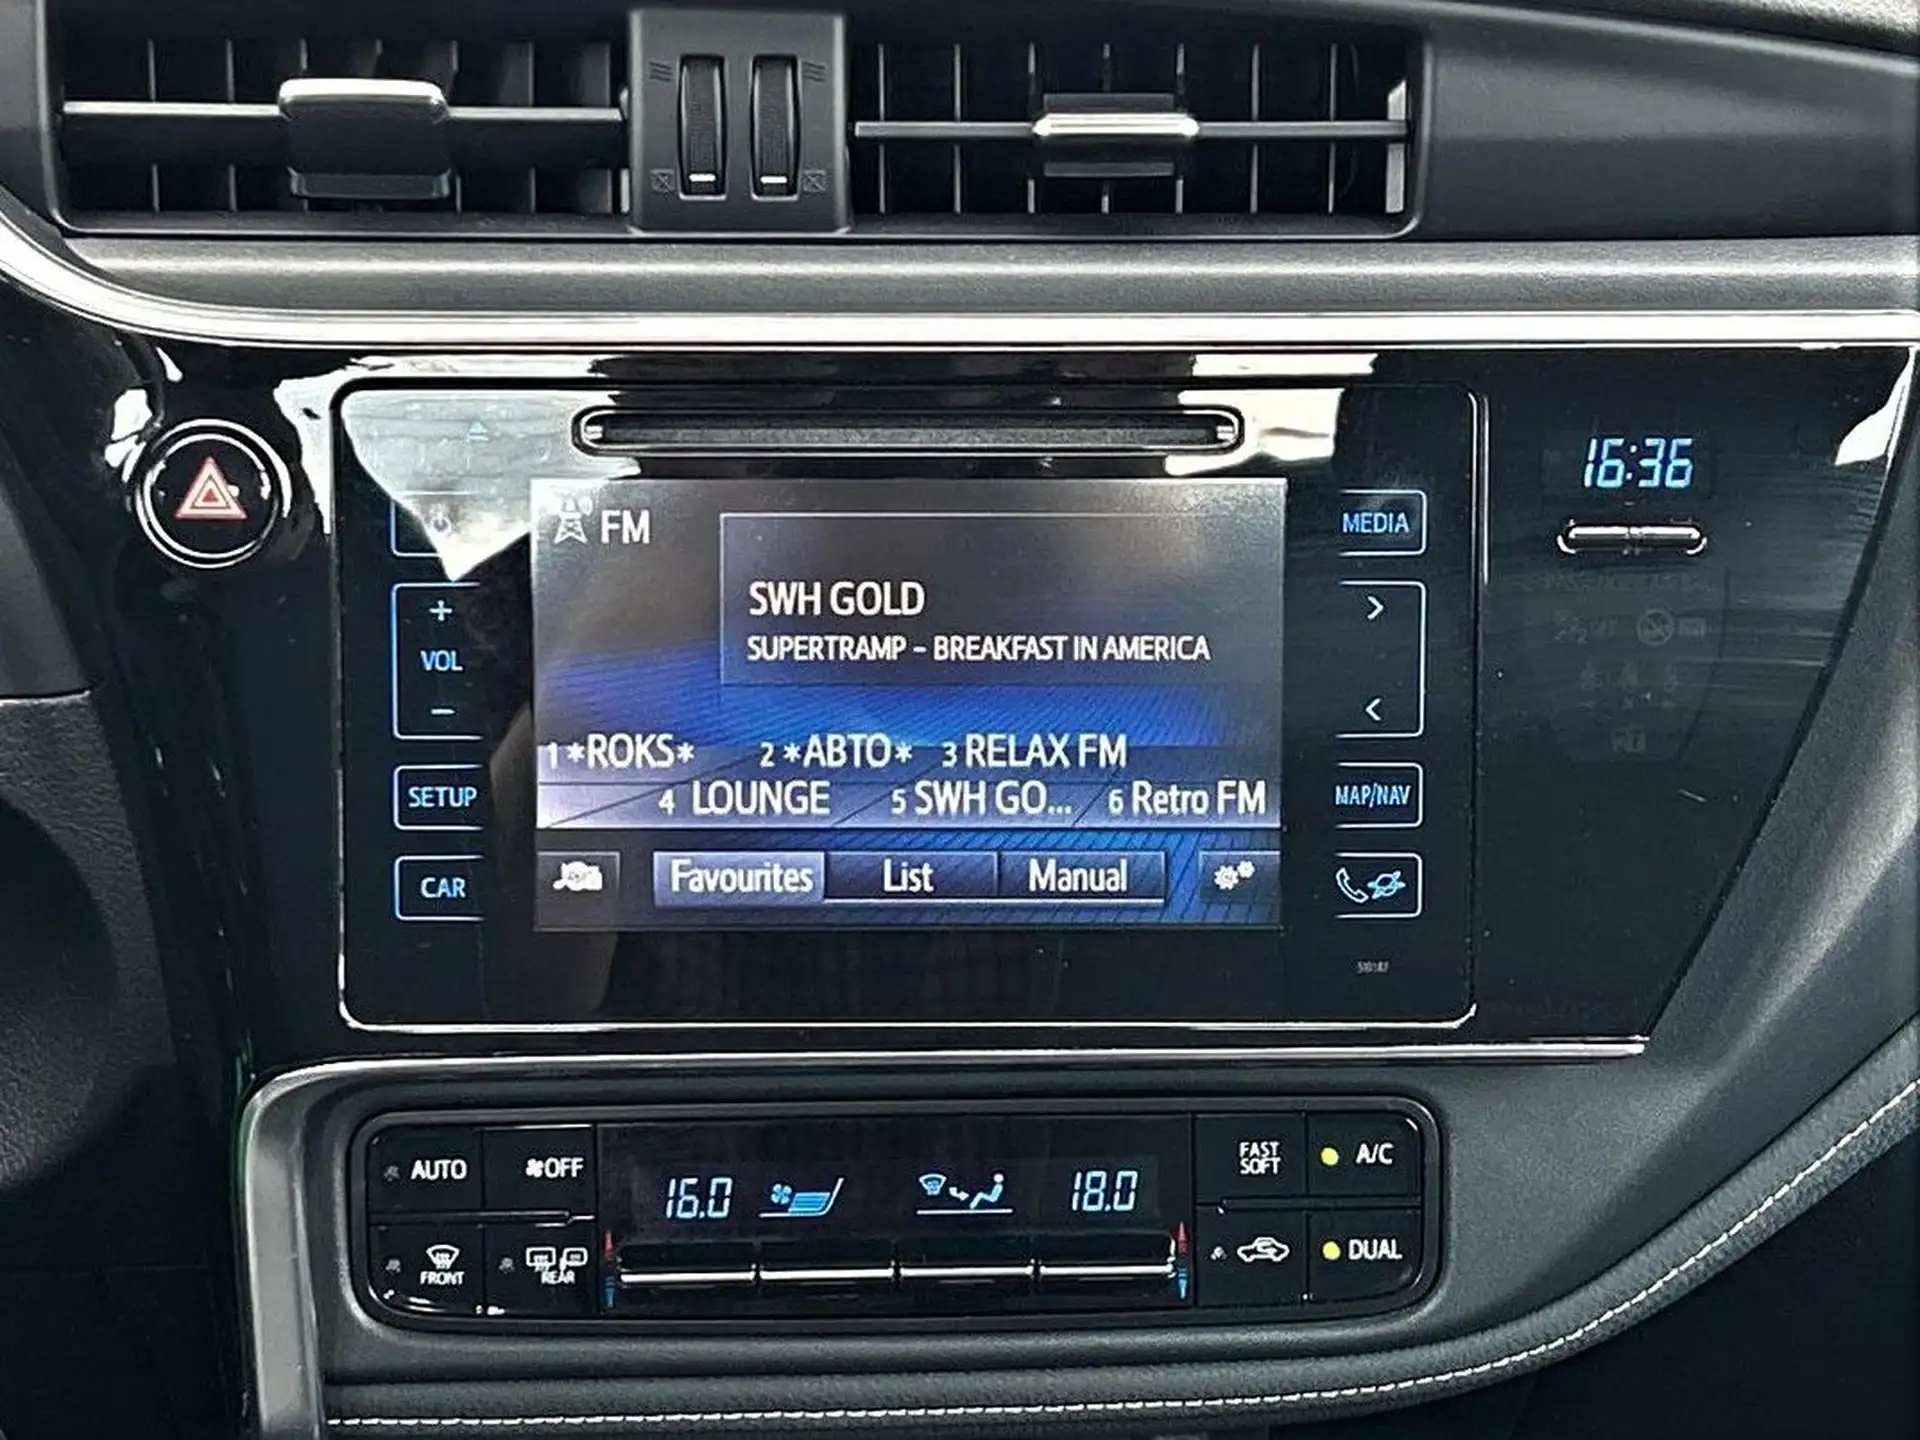 16:36
FM
MEDIA
SWH GOLD
SUPERTRAMP - BREAKFAST IN AMERICA
+
VOL
-
>
<
1 *ROKS* 2 *АВТО* 3 RELAX FM
4 LOUNGE 5 SWH GO... 6 Retro FM
SETUP
MAP/NAV
CAR
Favourites List Manual
AUTO OFF
16.0 18.0
FAST
SOFT
A/C
FRONT
REAR
DUAL